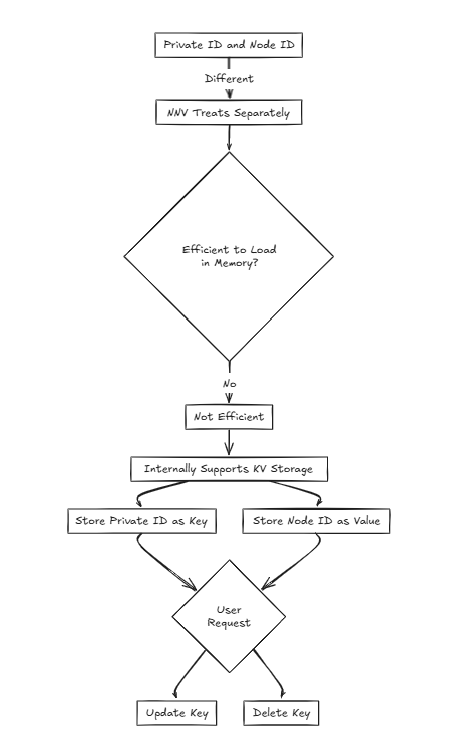 Private ID and Node ID
Different
NNV Treats Separately
Efficient to Load
in Memory?
No
Not Efficient
Internally Supports KV Storage
Store Private ID as Key
Store Node ID as Value
User
Request
Update Key
Delete Key